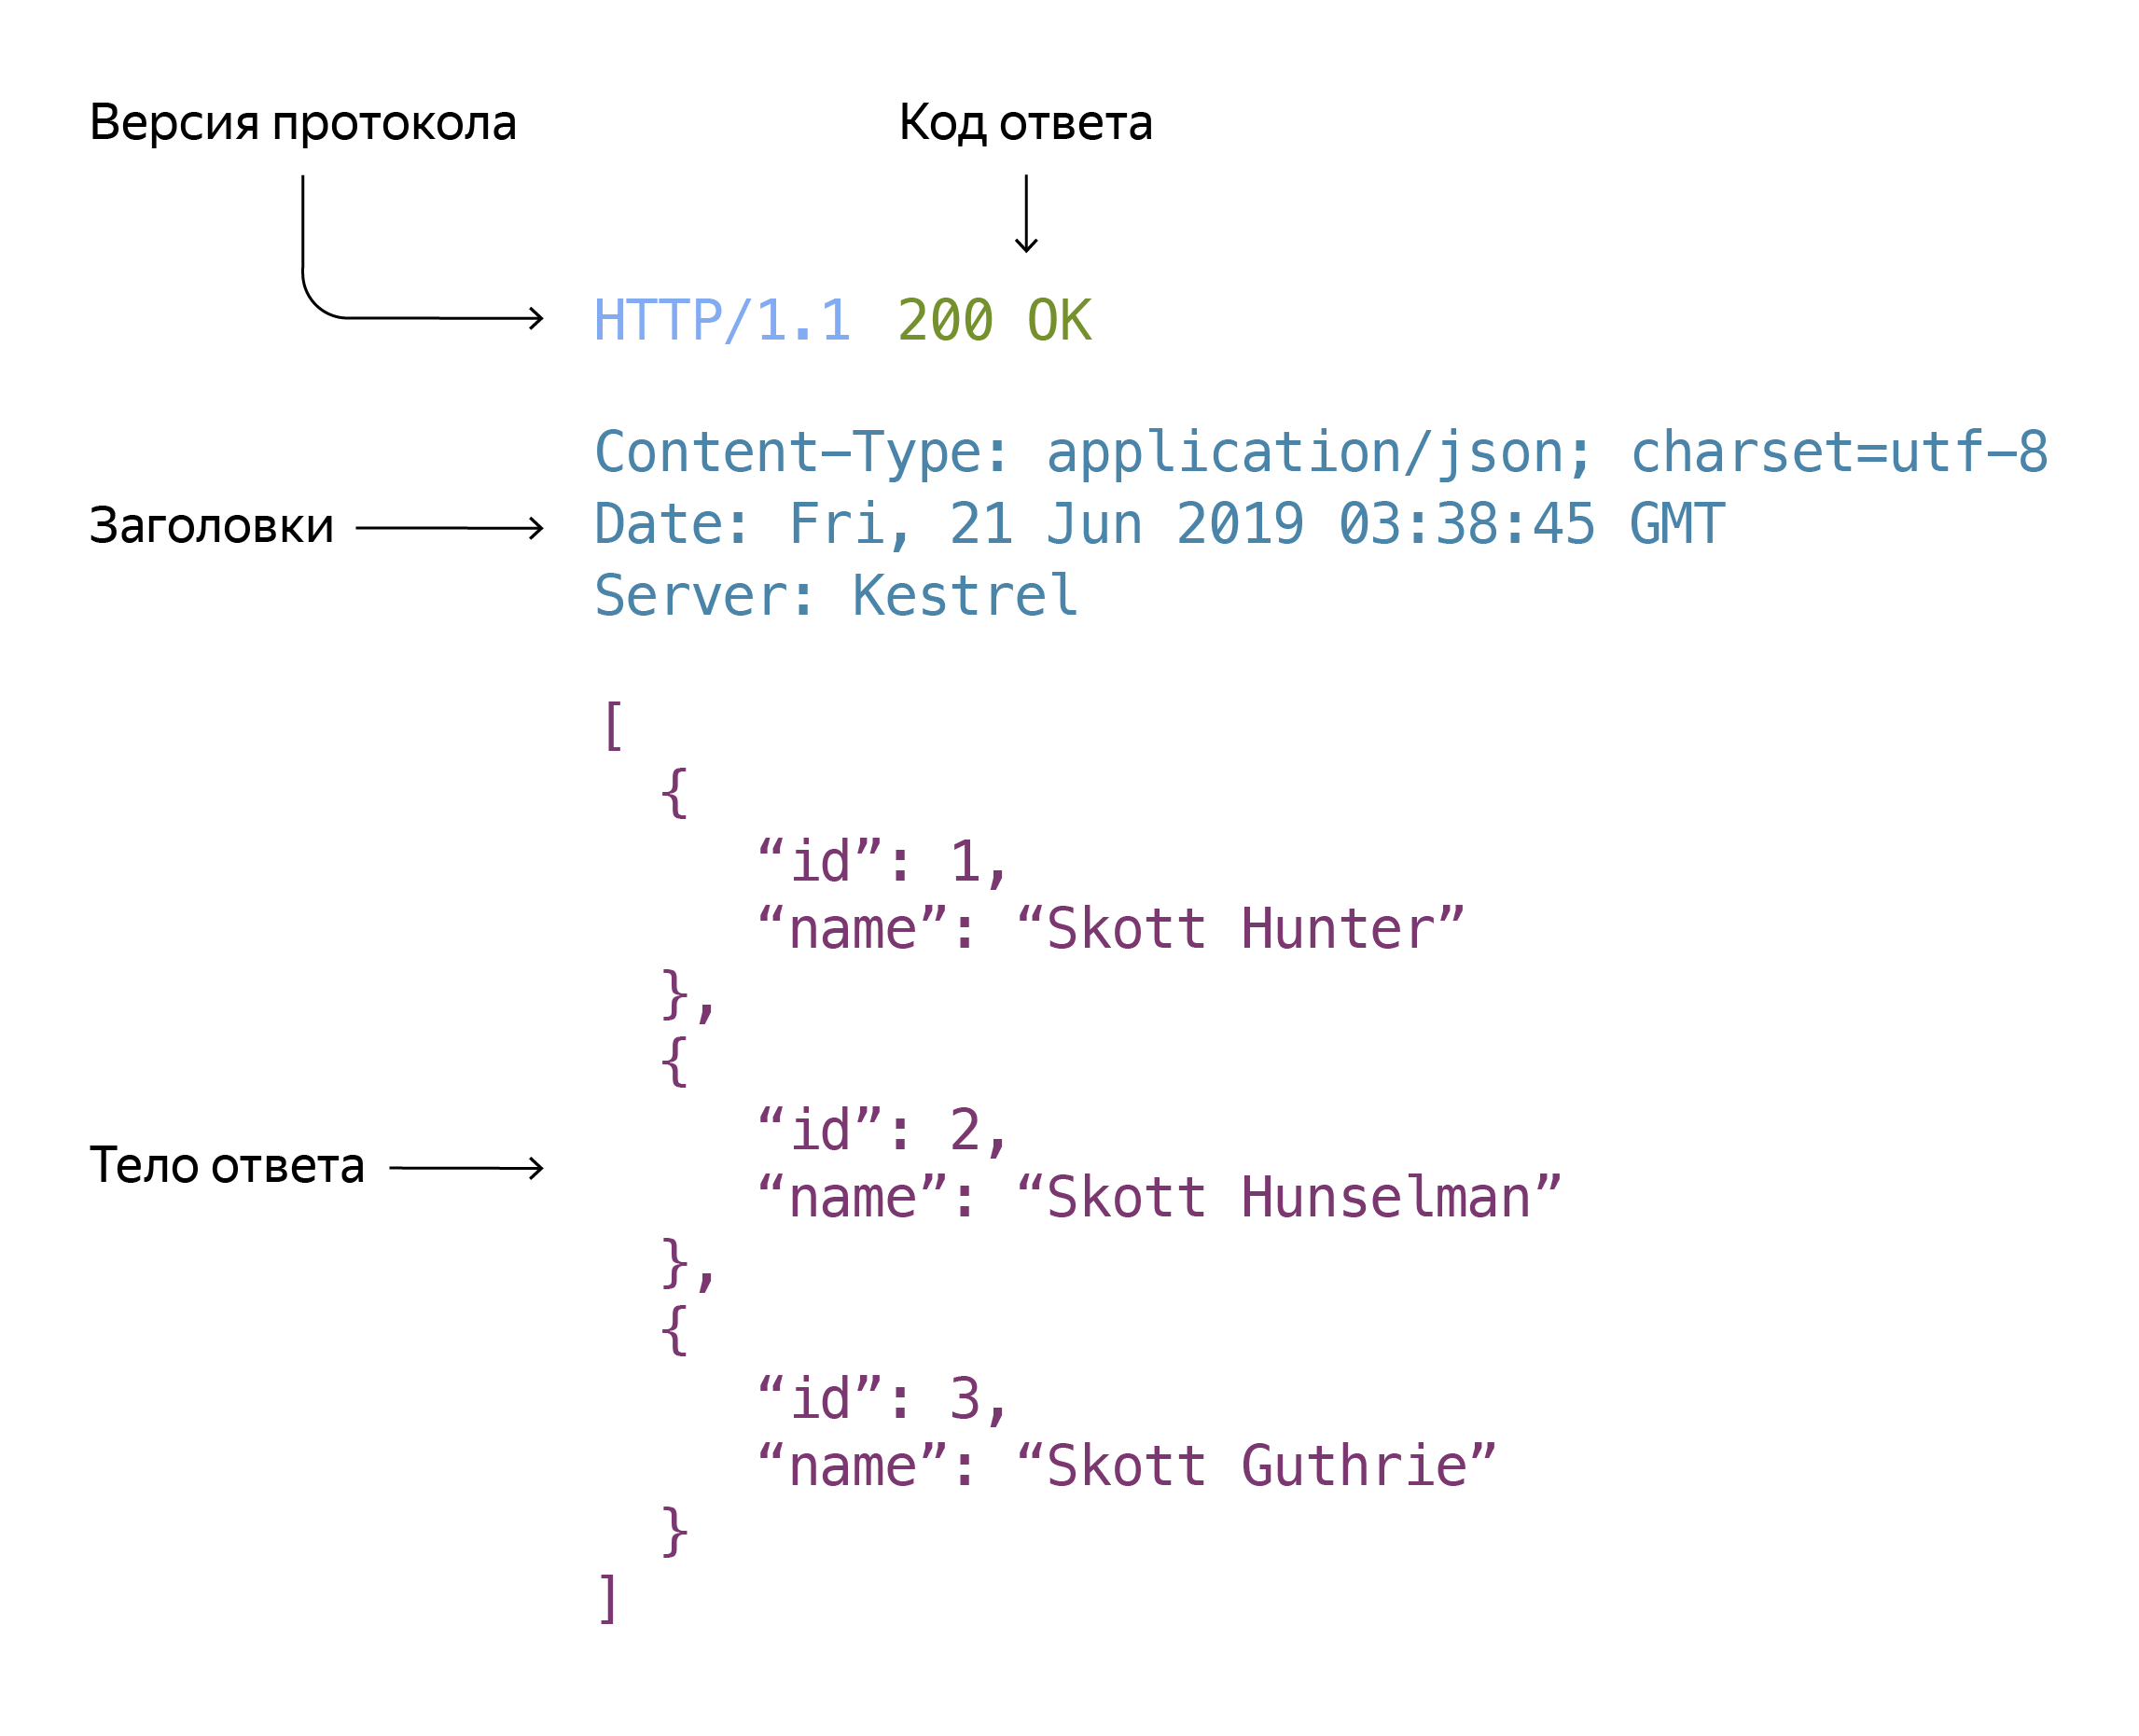 Версия протокола
Код ответа
HTTP/1.1 200 OK
Content-Type: application/json; charset=utf-8
Заголовки
Date: Fri, 21 Jun 2019 03:38:45 GMT
Server: Kestrel
[
{
“id”: 1,
“name”: “Skott Hunter”
},
{
“id”: 2,
Тело ответа
“name”: “Skott Hunselman”
},
{
“id”: 3,
“name”: “Skott Guthrie”
}
]